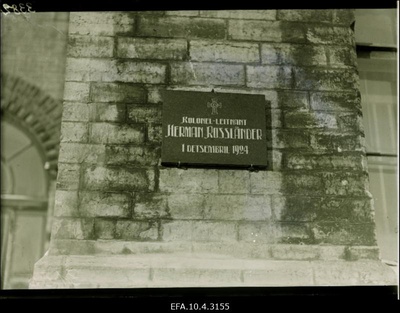 KOLONEL-LEITNANT
HERMAN ROSSLÄNDER
1 DETSEMBRIL 1924
EFA.10.4.3155